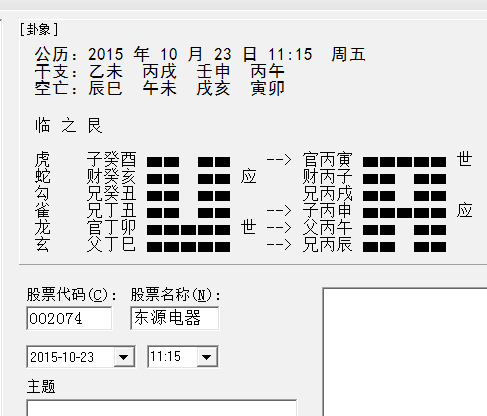 [卦象]
公历：2015 年 10 月 23 日 11:15 周五
干支：乙未 丙戌 壬申 丙午
空亡：辰巳 午未 戌亥 寅卯
临 之 艮
虎 子癸酉 --> 官丙寅 世
蛇 财癸亥 应 财丙子
勾 兄癸丑 兄丙戌
雀 兄丁丑 --> 子丙申 应
龙 官丁卯 世 --> 父丙午
玄 父丁巳 --> 兄丙辰
股票代码(C)： 股票名称(N)：
002074 东源电器
2015-10-23 11:15
主题